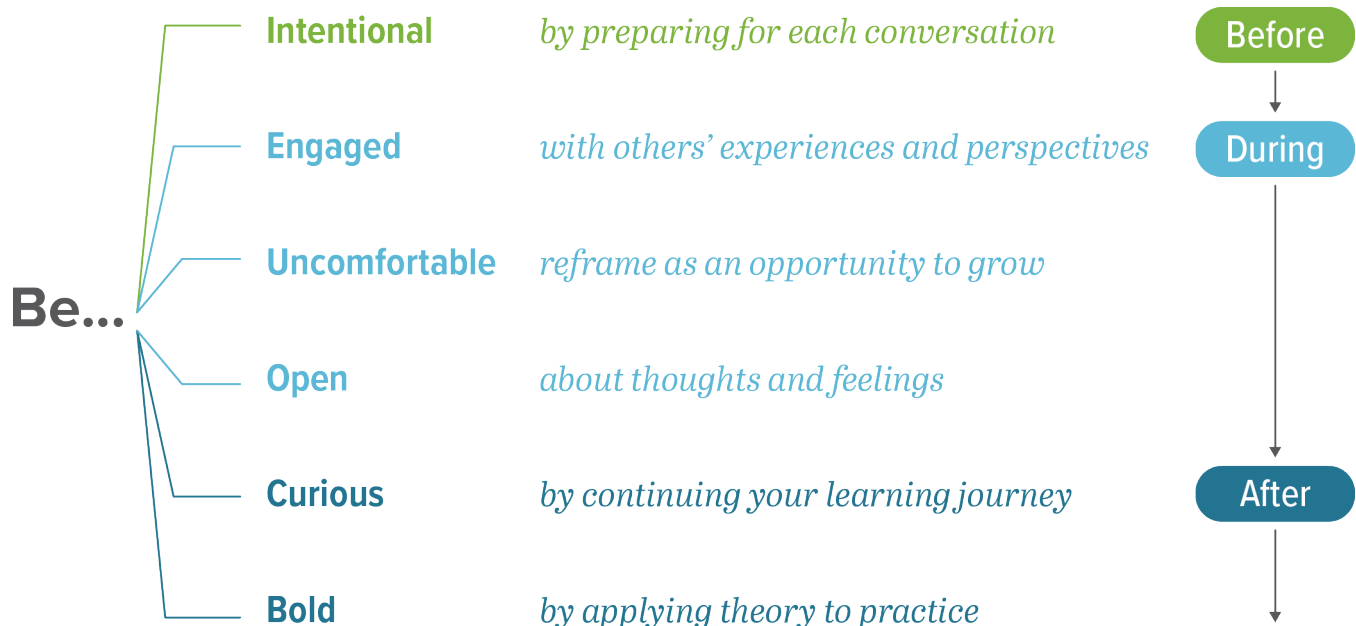 Intentional by preparing for each conversation Before
Engaged with others’ experiences and perspectives During
Uncomfortable reframe as an opportunity to grow
Be...
Open about thoughts and feelings
Curious by continuing your learning journey After
Bold by applying theory to practice